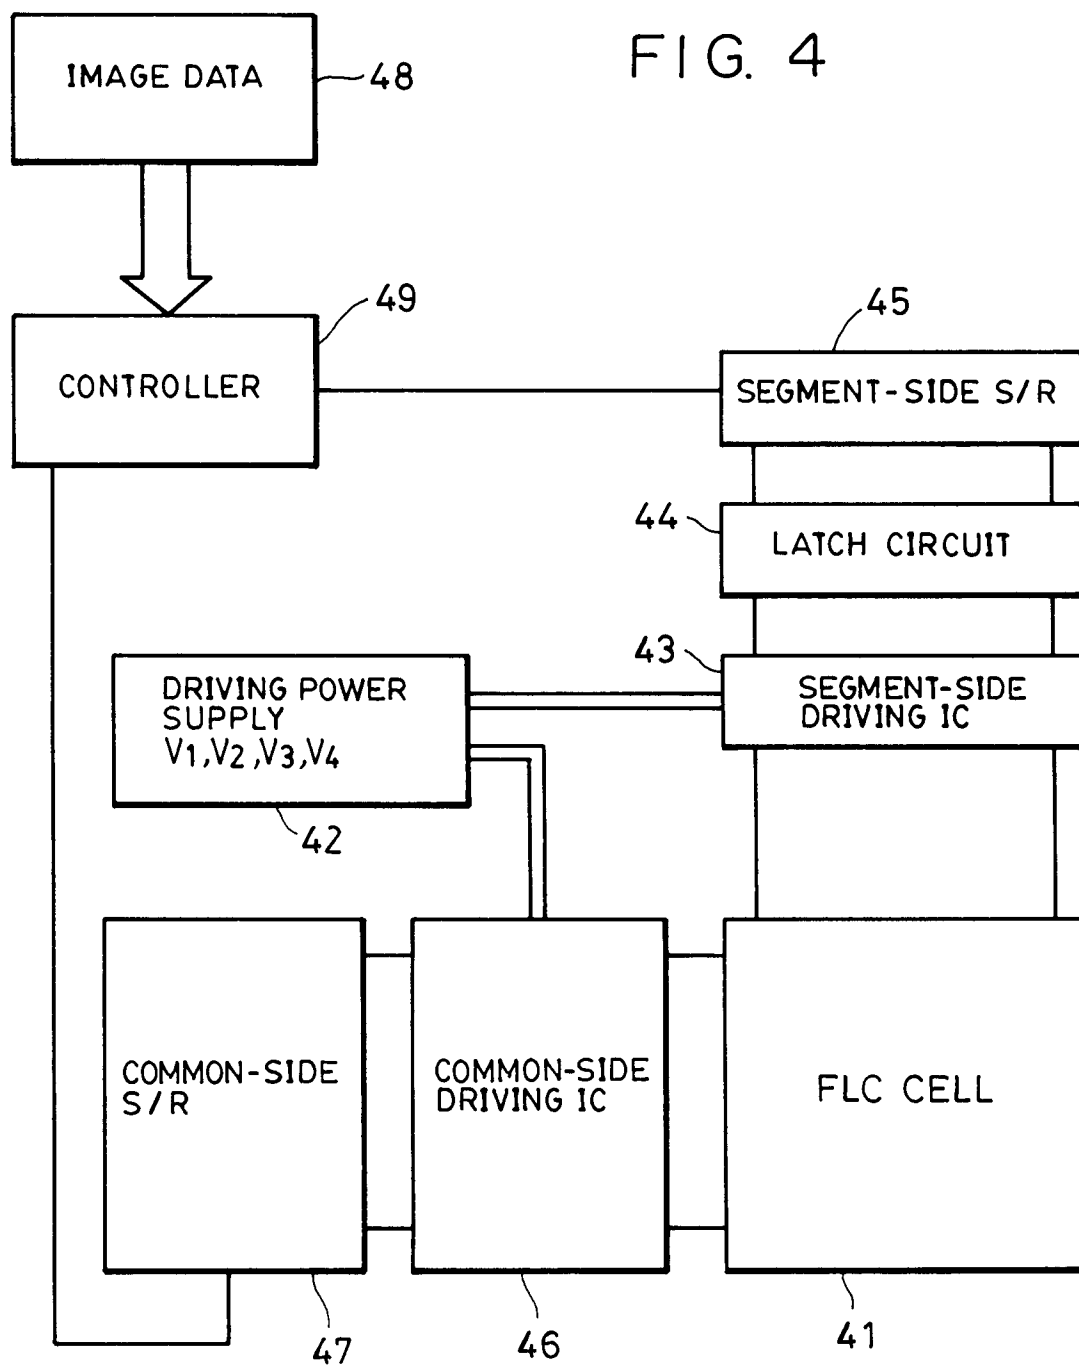 FIG. 4
IMAGE DATA
48
49
CONTROLLER
45
SEGMENT-SIDE S/R
44
LATCH CIRCUIT
43
SEGMENT-SIDE
DRIVING IC
DRIVING POWER
SUPPLY
V1,V2,V3,V4
42
COMMON-SIDE
S/R
COMMON-SIDE
DRIVING IC
FLC CELL
47
46
41